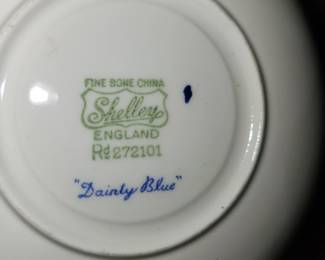 FINE BONE CHINA
Shelley
ENGLAND
Rd 272101
"Dainty Blue"